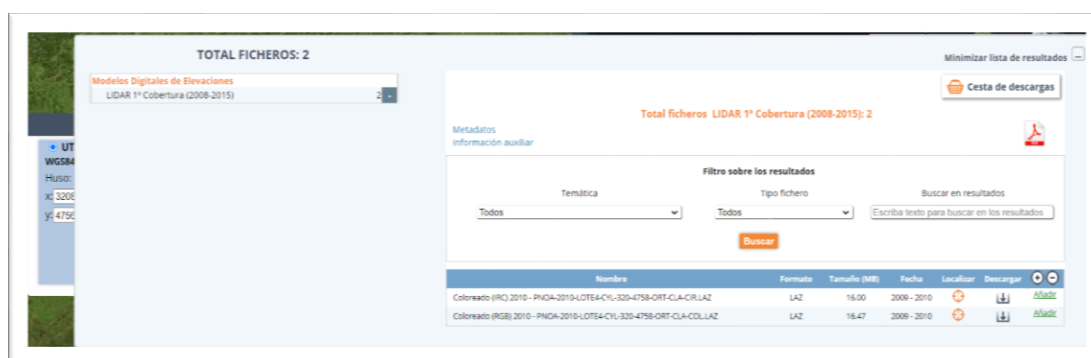 TOTAL FICHEROS: 2
Minimizar lista de resultados
Modelos Digitales de Elevaciones
LIDAR 1ª Cobertura (2008-2015) 2
Cesta de descargas
Total ficheros LIDAR 1ª Cobertura (2008-2015): 2
Metadatos
Información auxiliar
Filtro sobre los resultados
Temática Tipo fichero Buscar en resultados
Todos Todos Escriba texto para buscar en los resultados
Buscar
UT
WGS84
Huso:
x: 3208
y: 4756
Nombre Formato Tamaño (MB) Fecha Localizar Descargar
Coloreado (IRC) 2010 - PNOA-2010-LOTE4-CYL-320-4758-ORT-CLA-CIR.LAZ LAZ 16.00 2009 - 2010 Añadir
Coloreado (RGB) 2010 - PNOA-2010-LOTE4-CYL-320-4758-ORT-CLA-COL.LAZ LAZ 16.47 2009 - 2010 Añadir